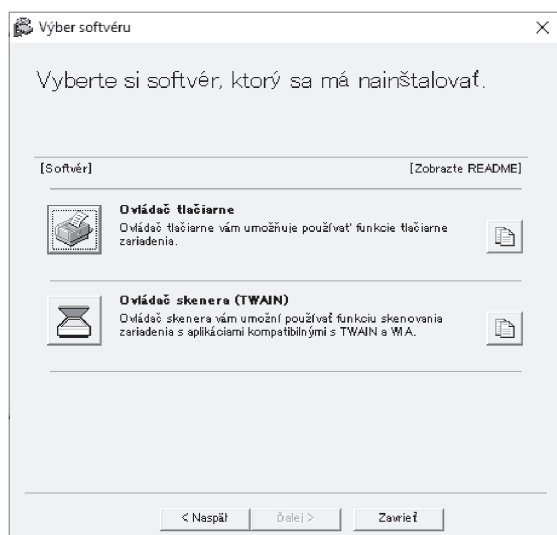 Výber softvéru
Vyberte si softvér, ktorý sa má nainštalovať.
[Softvér] [Zobrazte README]
Ovládač tlačiarne
Ovládač tlačiarne vám umožňuje používať funkcie tlačiarne
zariadenia.
Ovládač skenera (TWAIN)
Ovládač skenera vám umožní používať funkciu skenovania
zariadenia s aplikáciami kompatibilnými s TWAIN a WIA.
< Naspäť Ďalej > Zavrieť